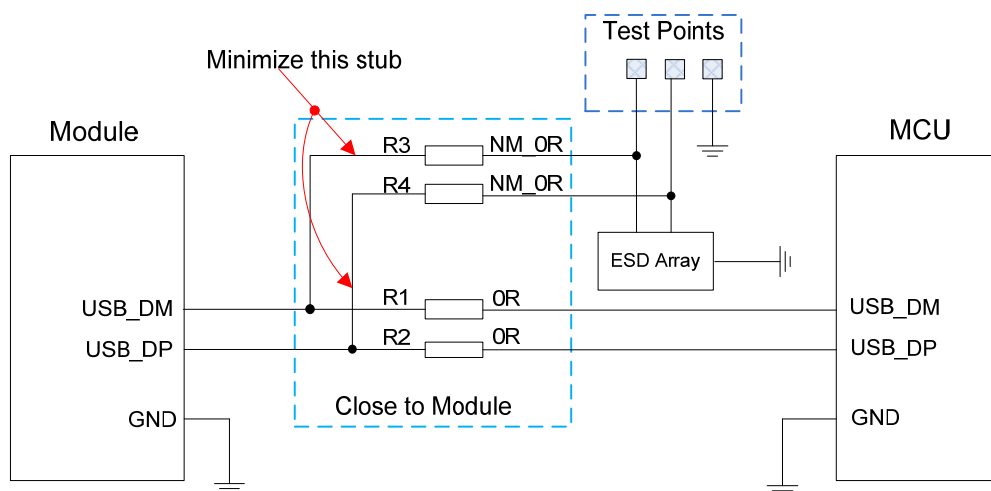 Test Points
Minimize this stub
Module
MCU
R3 NM_0R
R4 NM_0R
ESD Array
USB_DM R1 0R USB_DM
USB_DP R2 0R USB_DP
Close to Module
GND GND